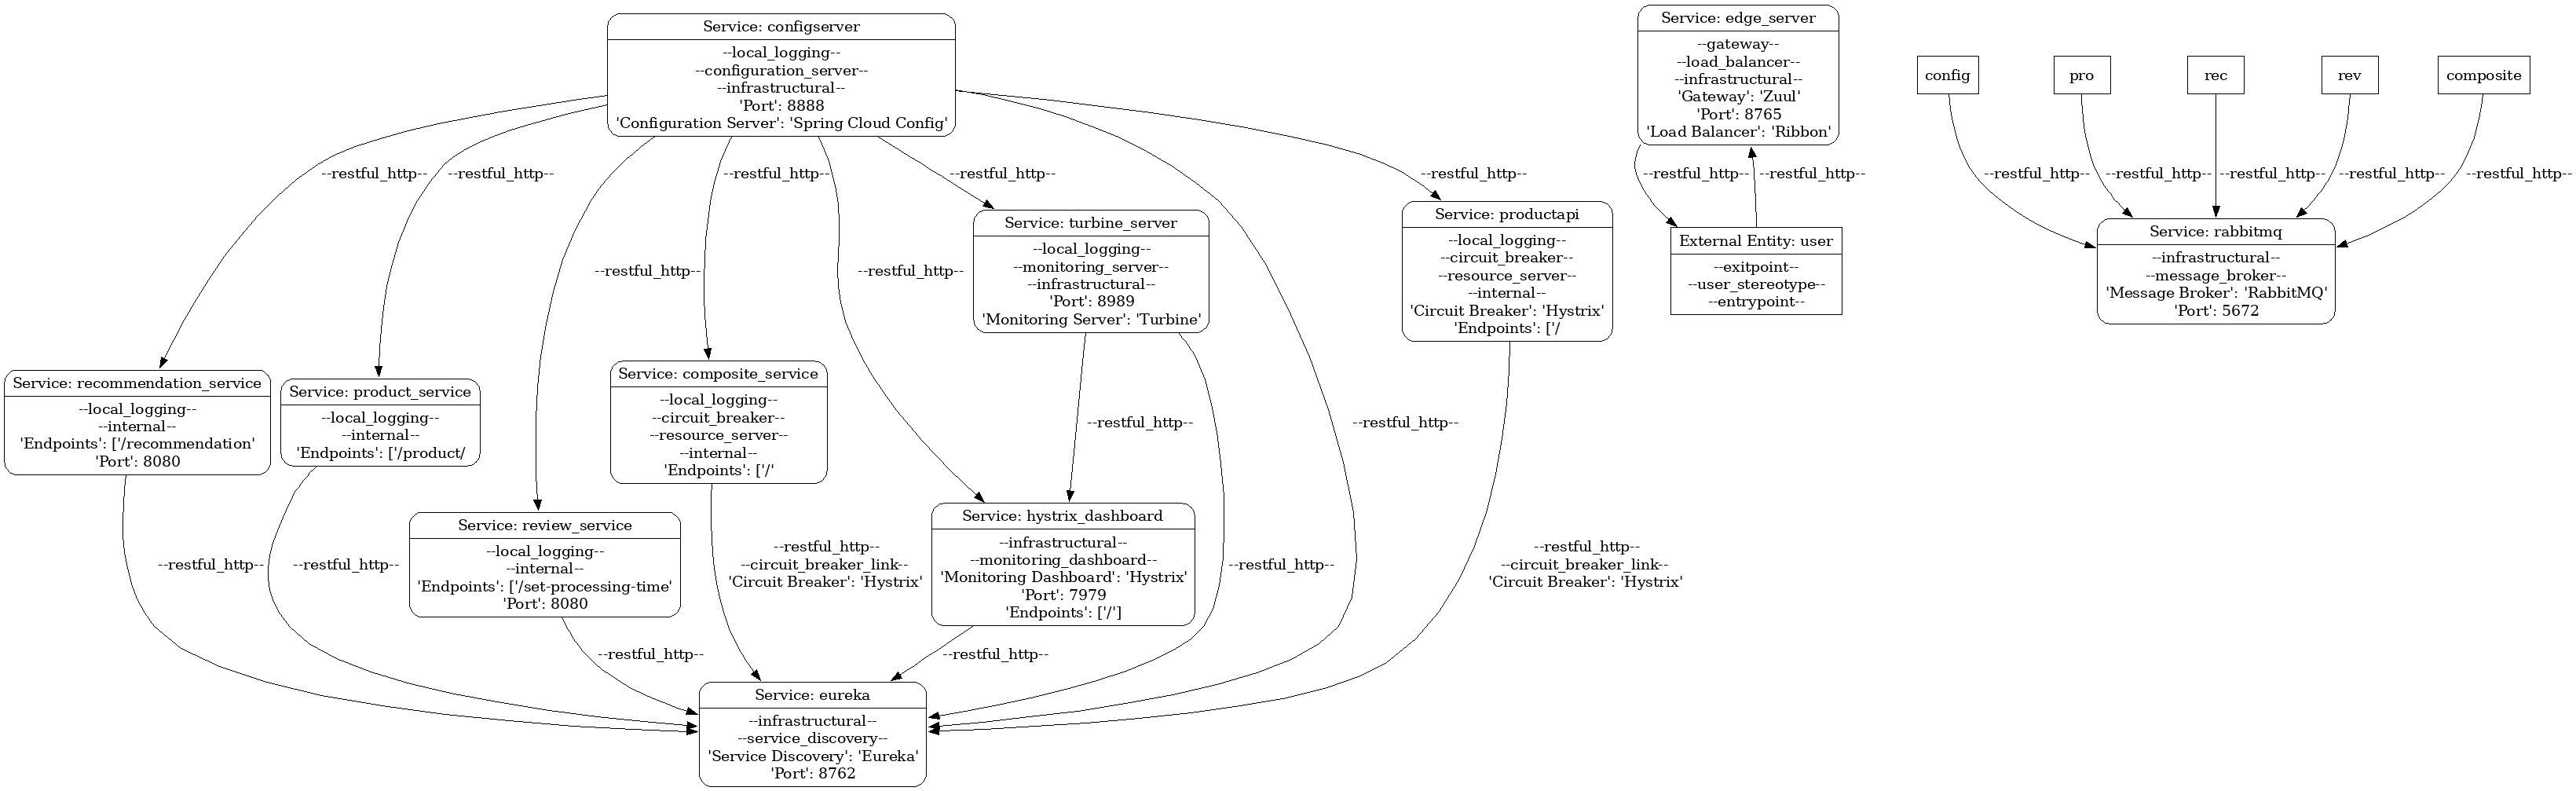 Service: configserver
--local_logging--
--configuration_server--
--infrastructural--
'Port': 8888
'Configuration Server': 'Spring Cloud Config'
Service: edge_server
--gateway--
--load_balancer--
--infrastructural--
'Gateway': 'Zuul'
'Port': 8765
'Load Balancer': 'Ribbon'
config
pro
rec
rev
composite
--restful_http--
--restful_http--
--restful_http--
--restful_http--
--restful_http--
--restful_http--
--restful_http--
--restful_http--
--restful_http--
--restful_http--
--restful_http--
--restful_http--
Service: turbine_server
--local_logging--
--monitoring_server--
--infrastructural--
'Port': 8989
'Monitoring Server': 'Turbine'
Service: productapi
--local_logging--
--circuit_breaker--
--resource_server--
--internal--
'Circuit Breaker': 'Hystrix'
'Endpoints': ['/
External Entity: user
--exitpoint--
--user_stereotype--
--entrypoint--
Service: rabbitmq
--infrastructural--
--message_broker--
'Message Broker': 'RabbitMQ'
'Port': 5672
--restful_http--
--restful_http--
Service: recommendation_service
--local_logging--
--internal--
'Endpoints': ['/recommendation'
'Port': 8080
Service: product_service
--local_logging--
--internal--
'Endpoints': ['/product/
Service: composite_service
--local_logging--
--circuit_breaker--
--resource_server--
--internal--
'Endpoints': ['/'
--restful_http--
--restful_http--
Service: review_service
--local_logging--
--internal--
'Endpoints': ['/set-processing-time'
'Port': 8080
Service: hystrix_dashboard
--infrastructural--
--monitoring_dashboard--
'Monitoring Dashboard': 'Hystrix'
'Port': 7979
'Endpoints': ['/']
--restful_http--
--restful_http--
--restful_http--
--circuit_breaker_link--
'Circuit Breaker': 'Hystrix'
--restful_http--
--restful_http--
--circuit_breaker_link--
'Circuit Breaker': 'Hystrix'
--restful_http--
--restful_http--
Service: eureka
--infrastructural--
--service_discovery--
'Service Discovery': 'Eureka'
'Port': 8762